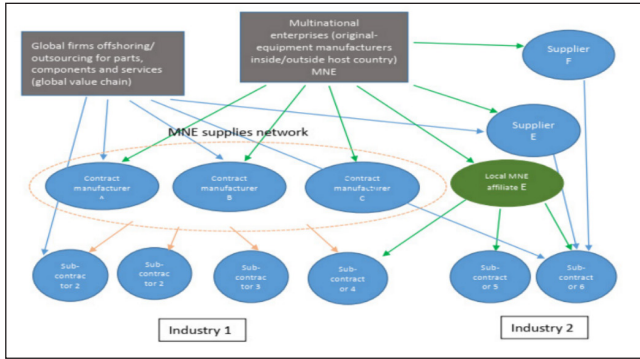 Global firms offshoring/
outsourcing for parts,
components and services
(global value chain)
Multinational
enterprises (original-
equipment manufacturers
inside/outside host country)
MNE
Supplier
F
Supplier
E
MNE supplies network
Contract
manufacturer
A
Contract
manufacturer
B
Contract
manufacturer
C
Local MNE
affiliate E
Sub-
contrac
tor 2
Sub-
contrac
tor 2
Sub-
contrac
tor 3
Sub-
contract
or 4
Sub-
contract
or 5
Sub-
contract
or 6
Industry 1
Industry 2